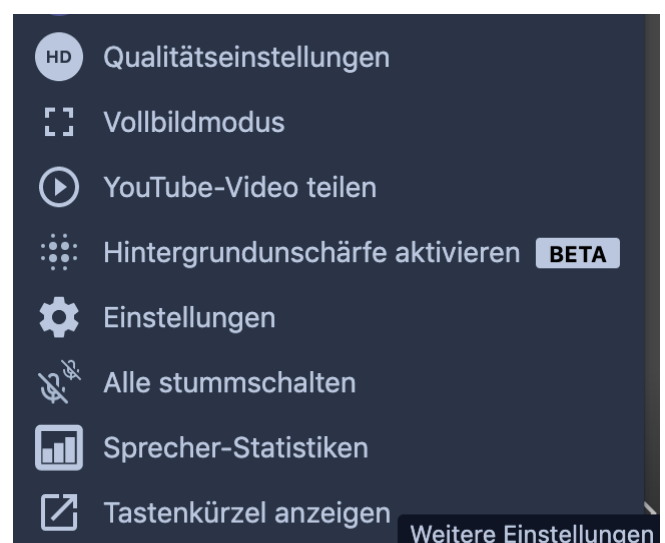 HD Qualitätseinstellungen
Vollbildmodus
YouTube-Video teilen
Hintergrundunschärfe aktivieren BETA
Einstellungen
Alle stummschalten
Sprecher-Statistiken
Tastenkürzel anzeigen
Weitere Einstellungen